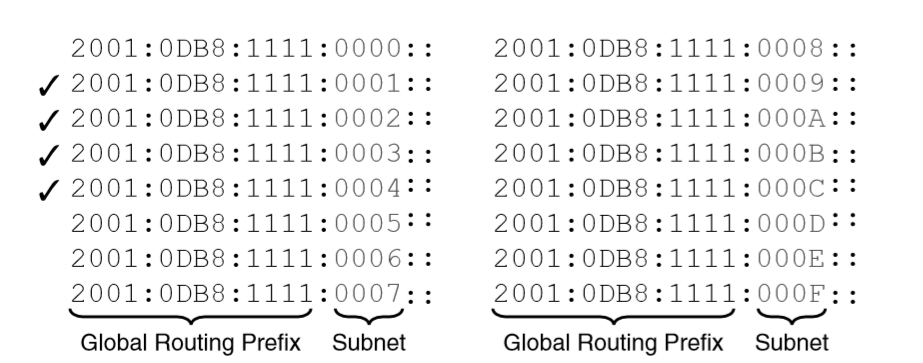 2001:0DB8:1111:0000::
✓ 2001:0DB8:1111:0001::
✓ 2001:0DB8:1111:0002::
✓ 2001:0DB8:1111:0003::
✓ 2001:0DB8:1111:0004::
2001:0DB8:1111:0005::
2001:0DB8:1111:0006::
2001:0DB8:1111:0007::
Global Routing Prefix Subnet
2001:0DB8:1111:0008::
2001:0DB8:1111:0009::
2001:0DB8:1111:000A::
2001:0DB8:1111:000B::
2001:0DB8:1111:000C::
2001:0DB8:1111:000D::
2001:0DB8:1111:000E::
2001:0DB8:1111:000F::
Global Routing Prefix Subnet